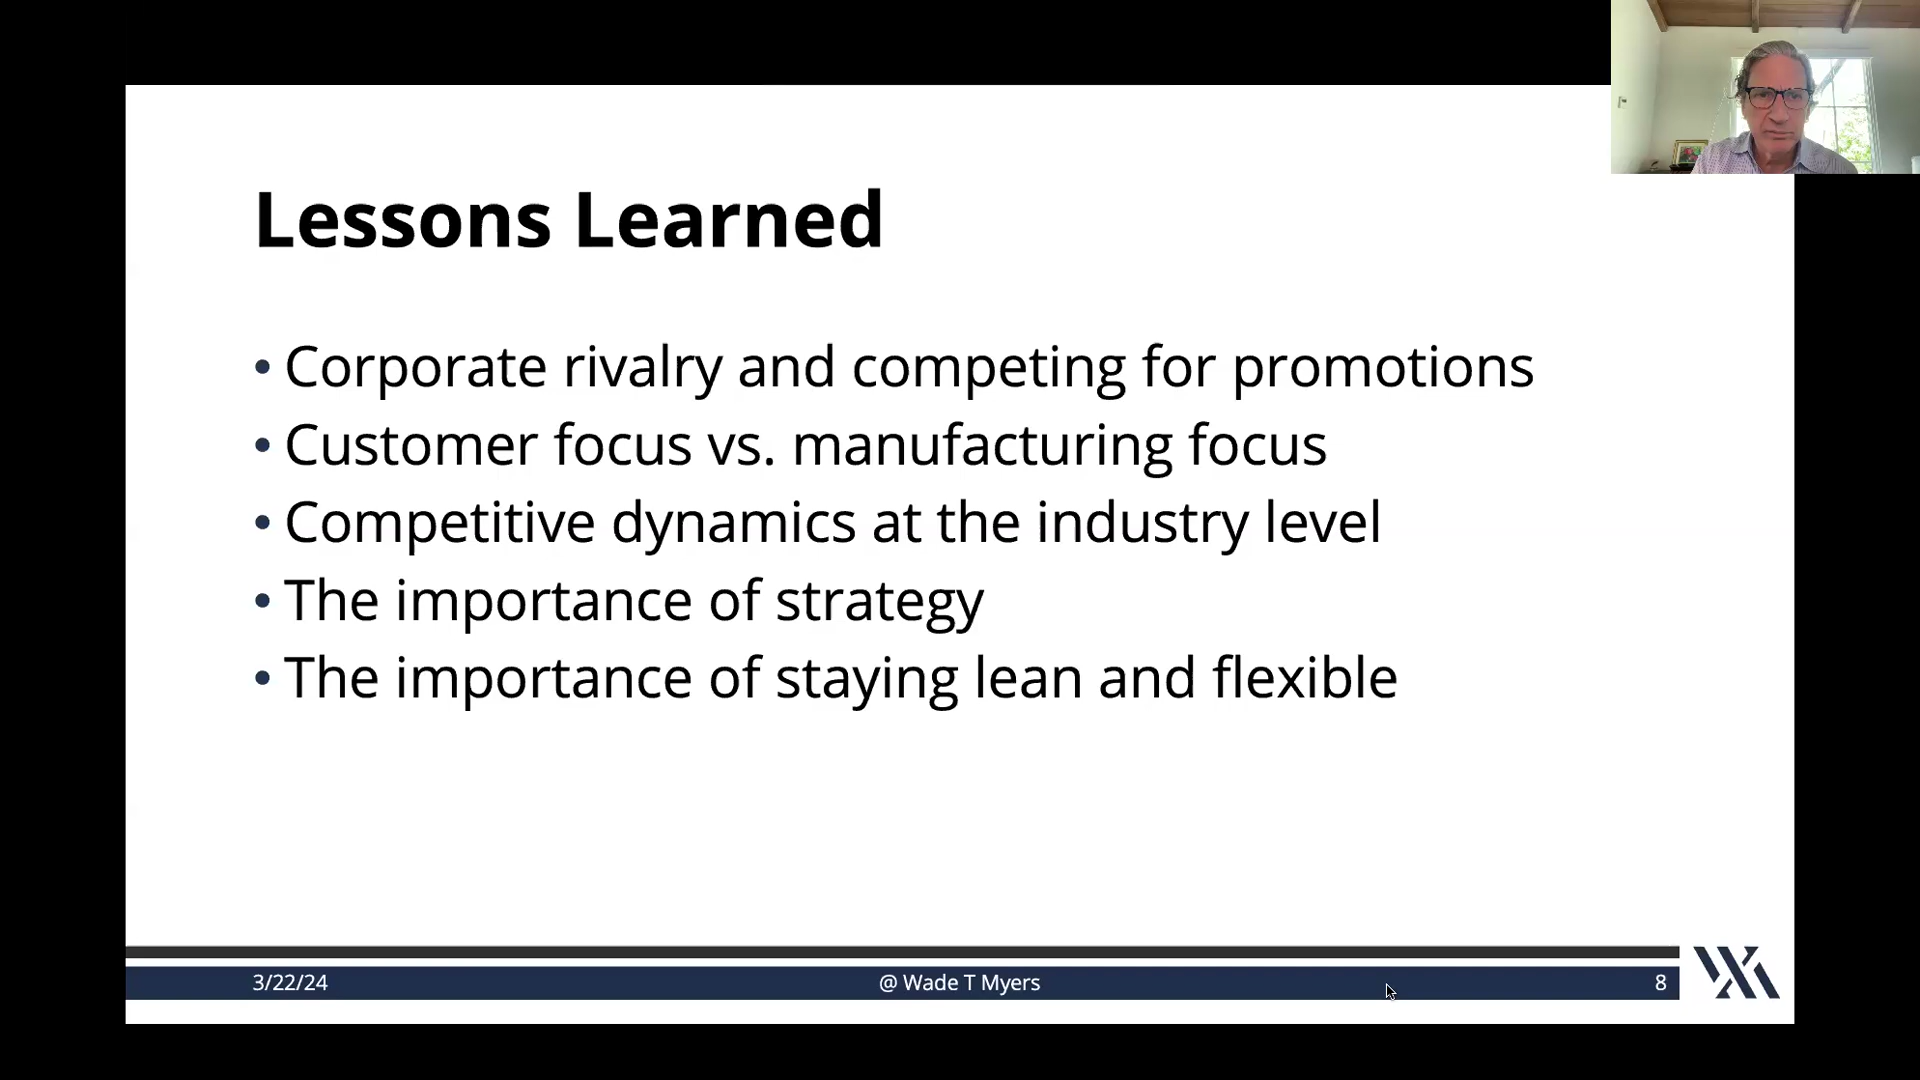 Lessons Learned
• Corporate rivalry and competing for promotions
• Customer focus vs. manufacturing focus
• Competitive dynamics at the industry level
• The importance of strategy
• The importance of staying lean and flexible
3/22/24
@ Wade T Myers
8